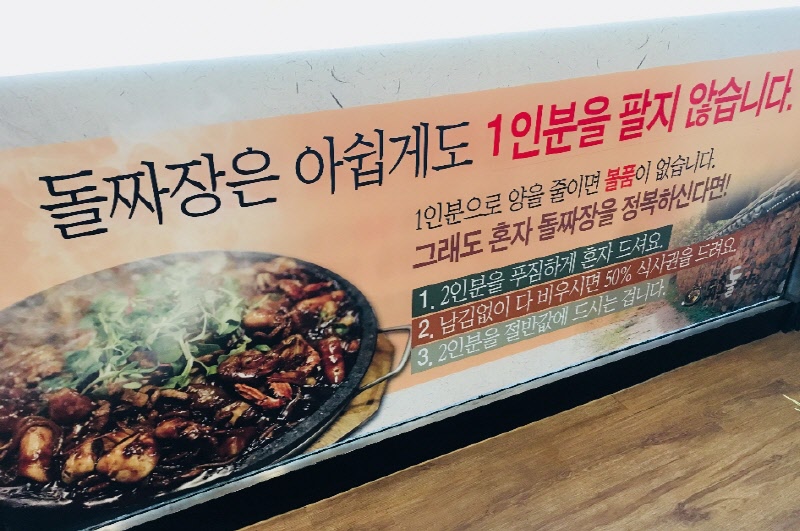 돌짜장은 아쉽게도 1인분을 팔지 않습니다.
1인분으로 양을 줄이면 볼품이 없습니다.
그래도 혼자 돌짜장을 정복하신다면!
1. 2인분을 푸짐하게 혼자 드셔요.
2. 남김없이 다 비우시면 50% 식사권을 드려요.
3. 2인분을 절반값에 드시는 겁니다.